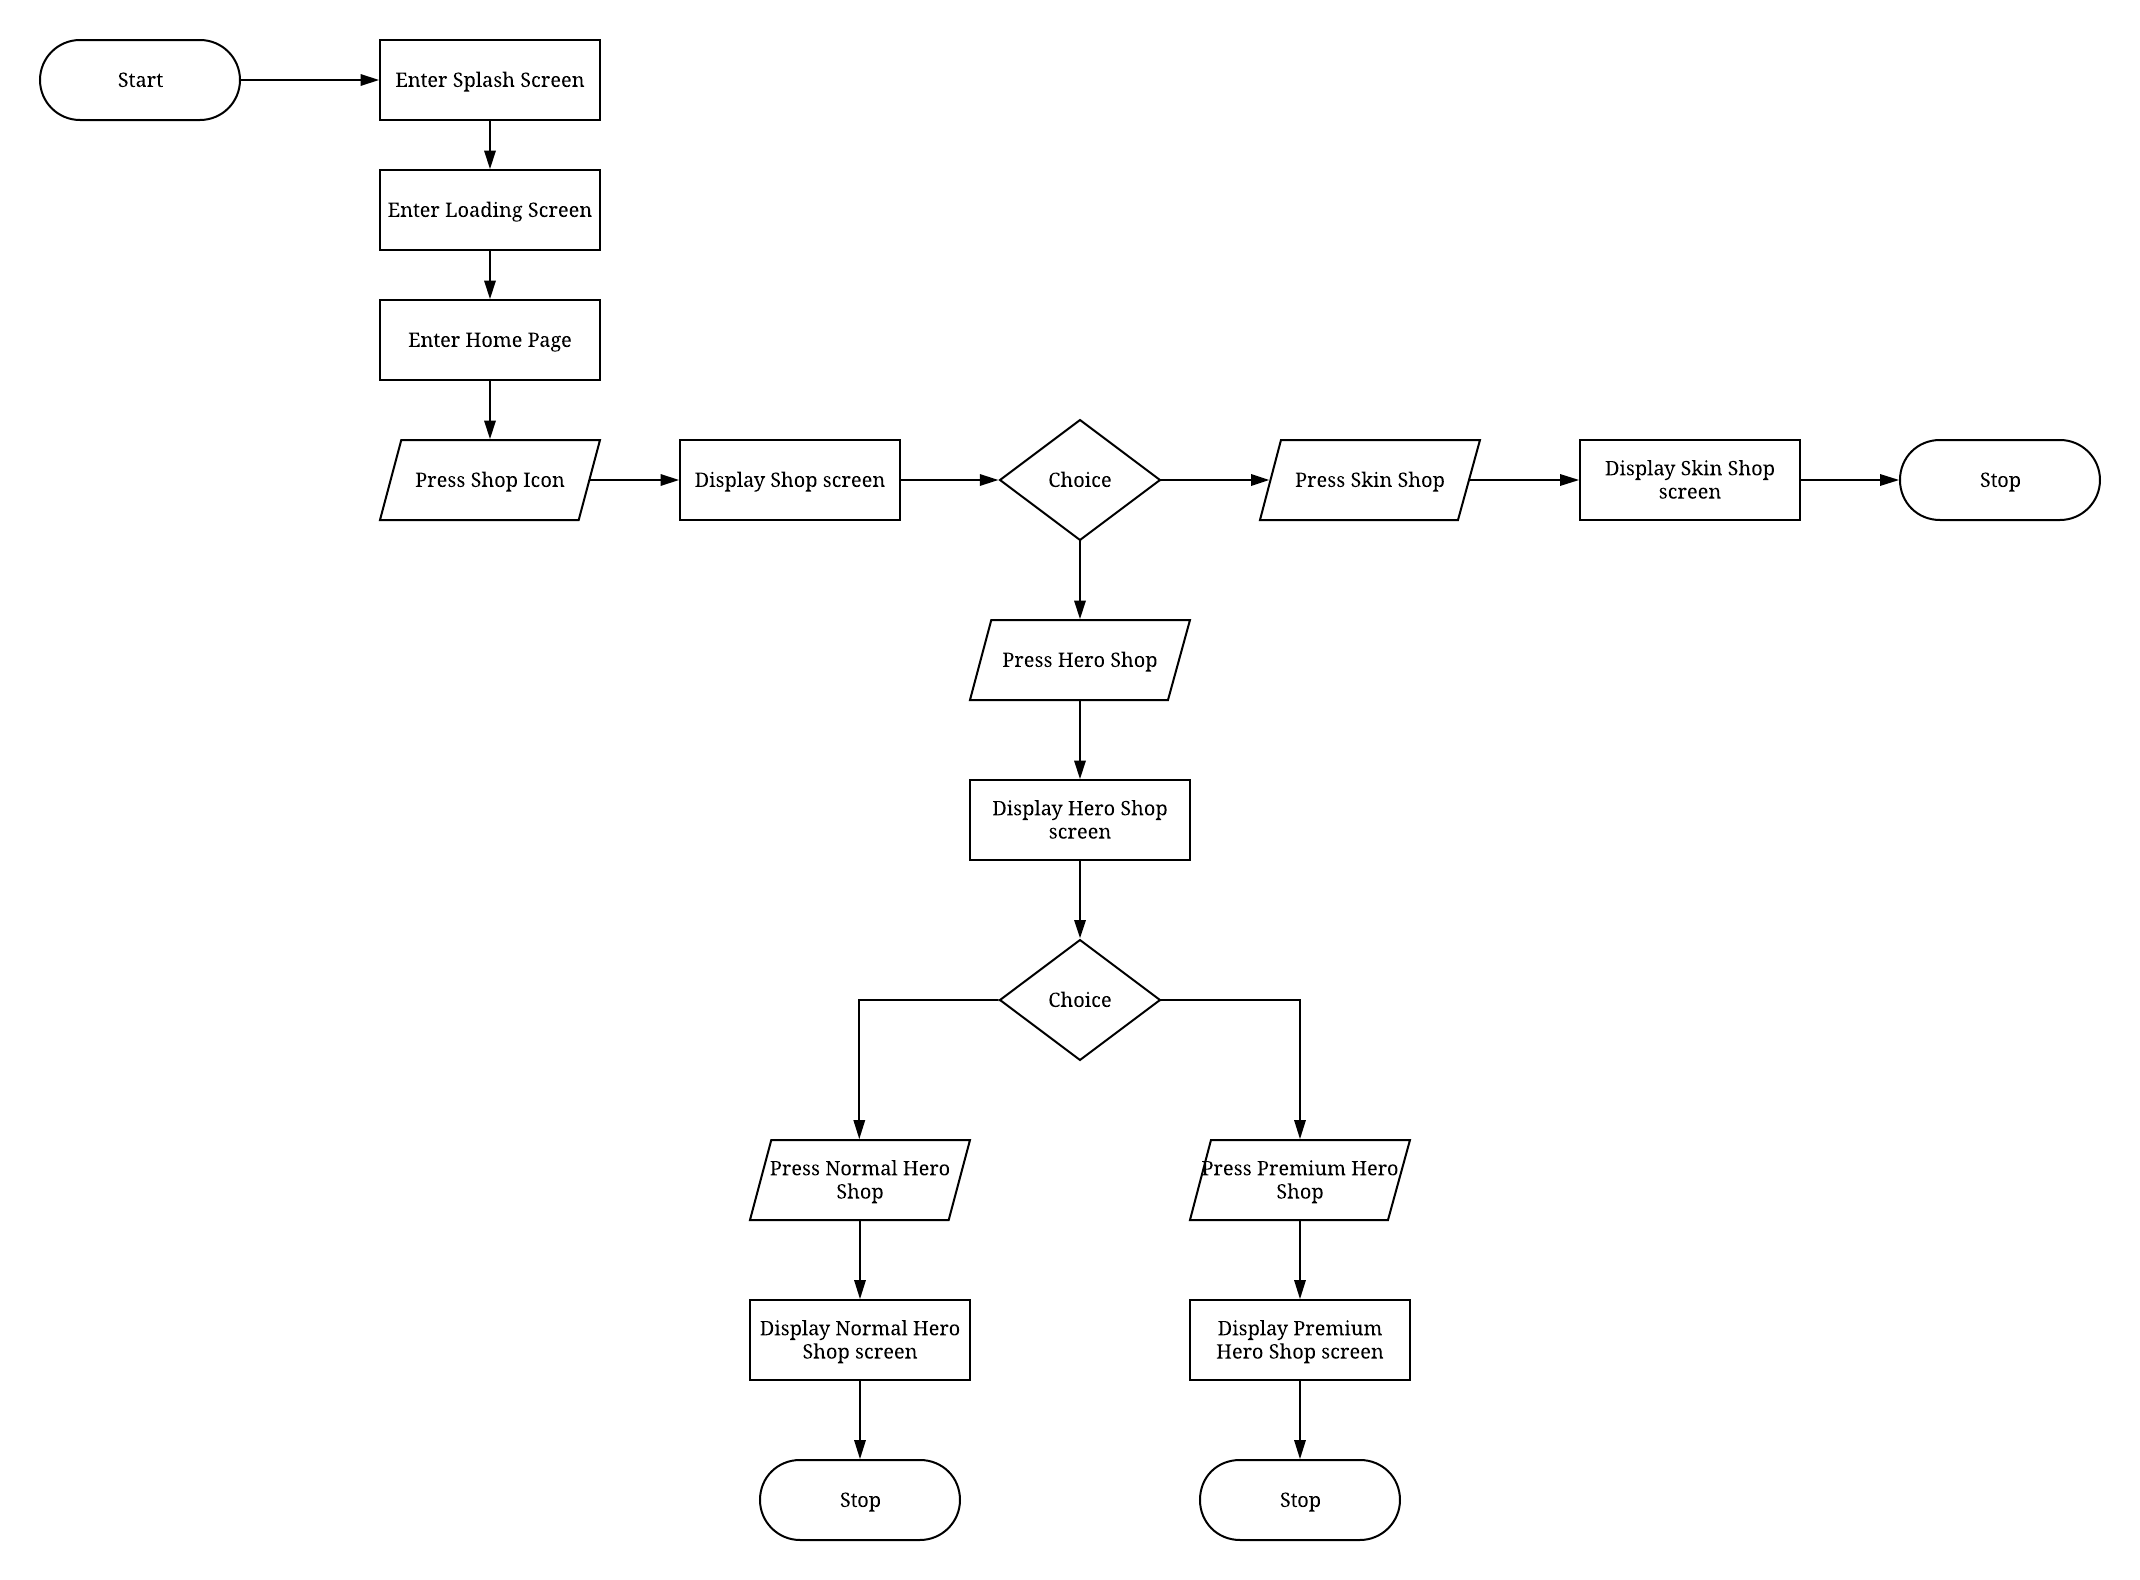 Start
Enter Splash Screen
Enter Loading Screen
Enter Home Page
Press Shop Icon
Display Shop screen
Choice
Press Skin Shop
Display Skin Shop
screen
Stop
Press Hero Shop
Display Hero Shop
screen
Choice
Press Normal Hero
Shop
Press Premium Hero
Shop
Display Normal Hero
Shop screen
Display Premium
Hero Shop screen
Stop
Stop